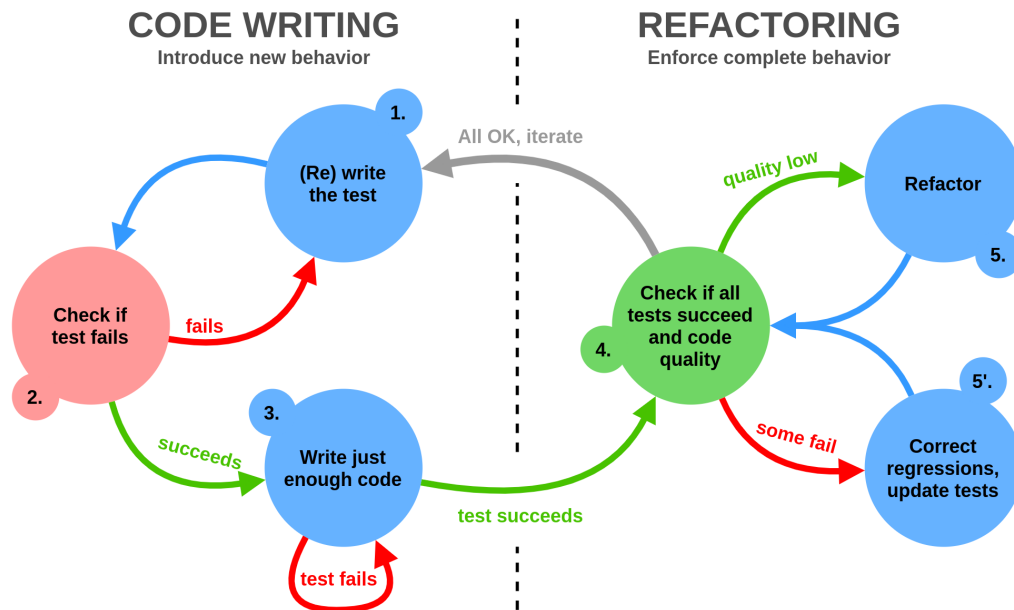 CODE WRITING
Introduce new behavior
REFACTORING
Enforce complete behavior
1.
(Re) write
the test
All OK, iterate
quality low
Refactor
5.
Check if
test fails
2.
fails
Check if all
tests succeed
and code
quality
4.
3.
Write just
enough code
succeeds
test succeeds
test fails
some fail
5'.
Correct
regressions,
update tests